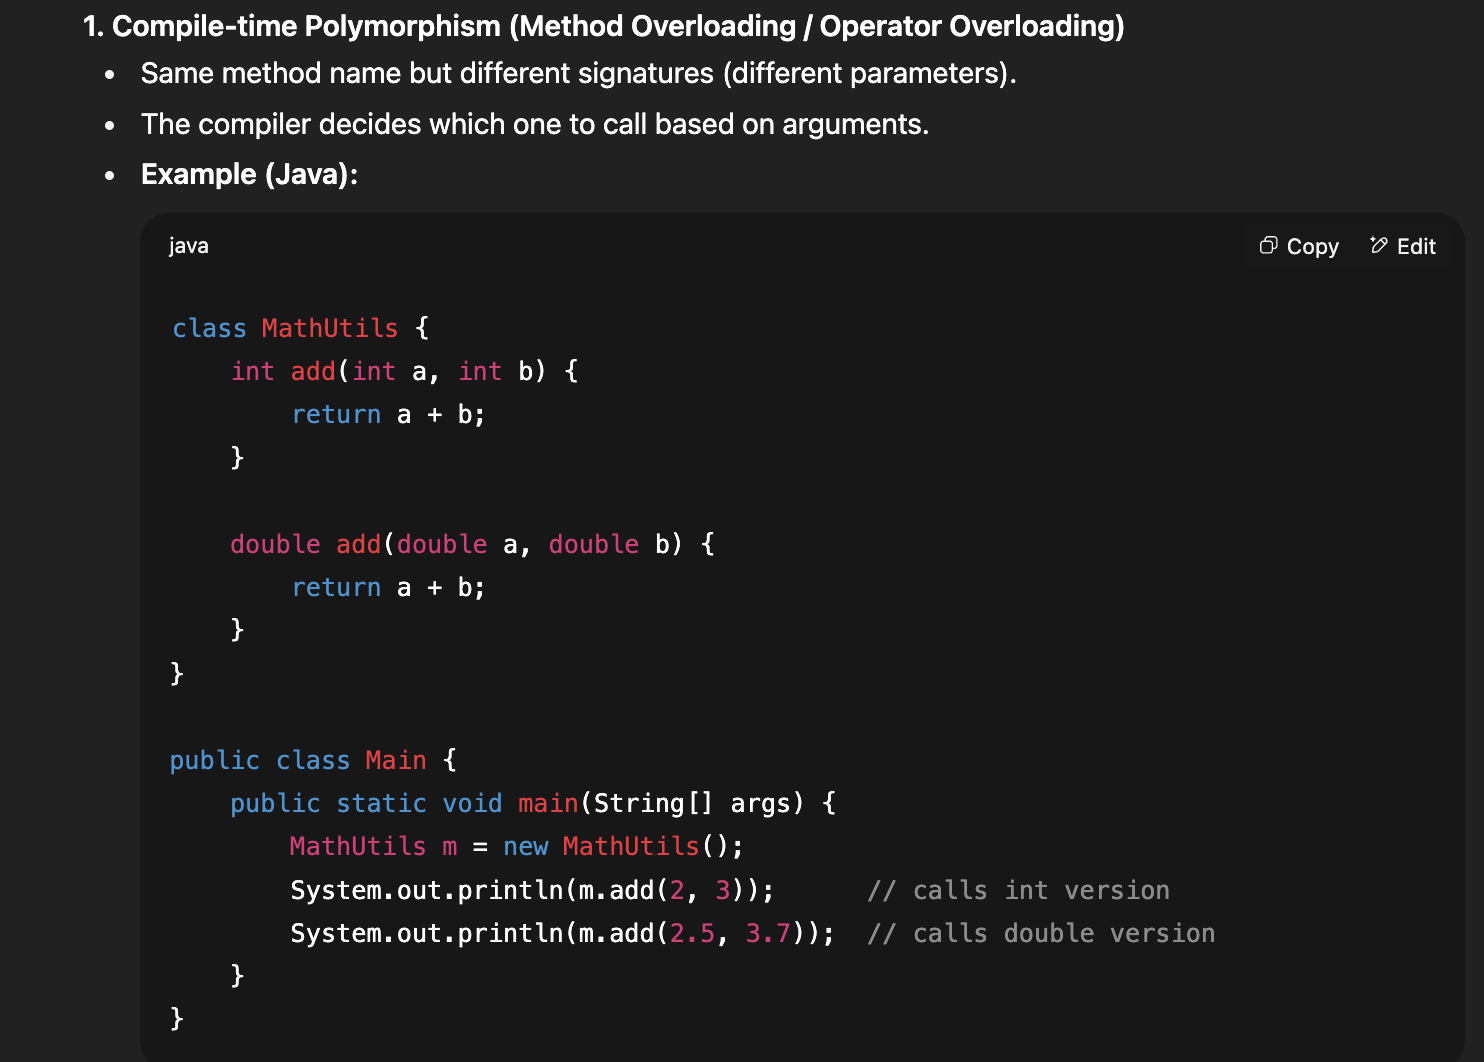 1. Compile-time Polymorphism (Method Overloading / Operator Overloading)
• Same method name but different signatures (different parameters).
• The compiler decides which one to call based on arguments.
• Example (Java):
java Copy Edit
class MathUtils {
    int add(int a, int b) {
        return a + b;
    }

    double add(double a, double b) {
        return a + b;
    }
}

public class Main {
    public static void main(String[] args) {
        MathUtils m = new MathUtils();
        System.out.println(m.add(2, 3));      // calls int version
        System.out.println(m.add(2.5, 3.7));  // calls double version
    }
}